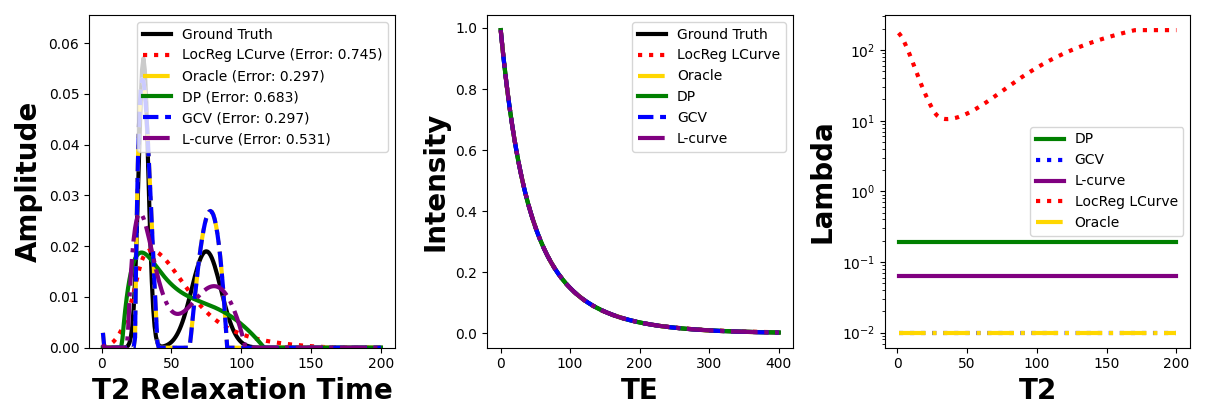 Amplitude
0.06
0.05
0.04
0.03
0.02
0.01
0.00
Ground Truth
LocReg LCurve (Error: 0.745)
Oracle (Error: 0.297)
DP (Error: 0.683)
GCV (Error: 0.297)
L-curve (Error: 0.531)
0 50 100 150 200
T2 Relaxation Time
Intensity
1.0
0.8
0.6
0.4
0.2
0.0
Ground Truth
LocReg LCurve
Oracle
DP
GCV
L-curve
0 100 200 300 400
TE
Lambda
10²
10¹
10⁰
10⁻¹
10⁻²
DP
GCV
L-curve
LocReg LCurve
Oracle
0 50 100 150 200
T2